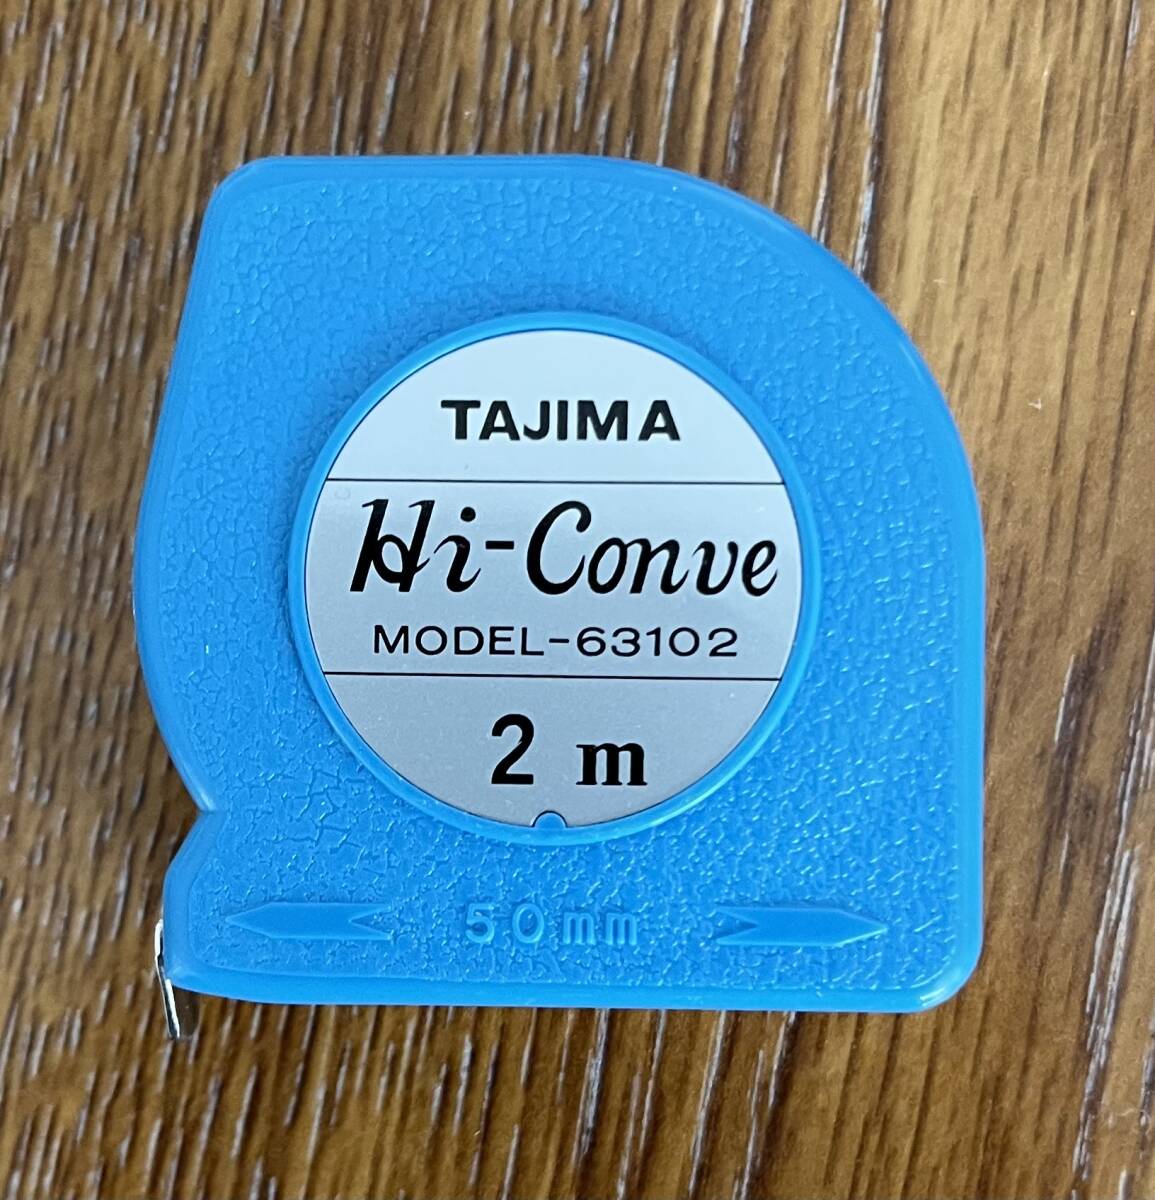 TAJIMA
Hi-Conve
MODEL-63102
2 m
50mm